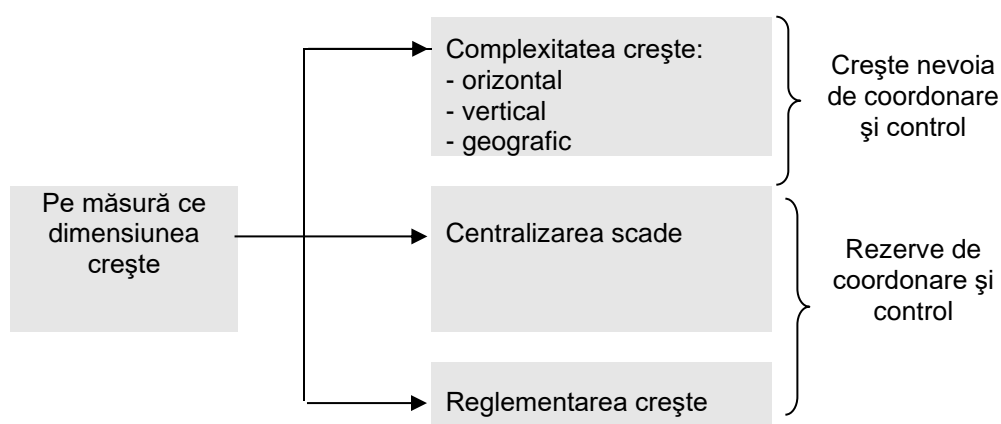 Complexitatea creşte:
- orizontal
- vertical
- geografic
Creşte nevoia
de coordonare
şi control
Pe măsură ce
dimensiunea
creşte
Centralizarea scade
Rezerve de
coordonare şi
control
Reglementarea creşte